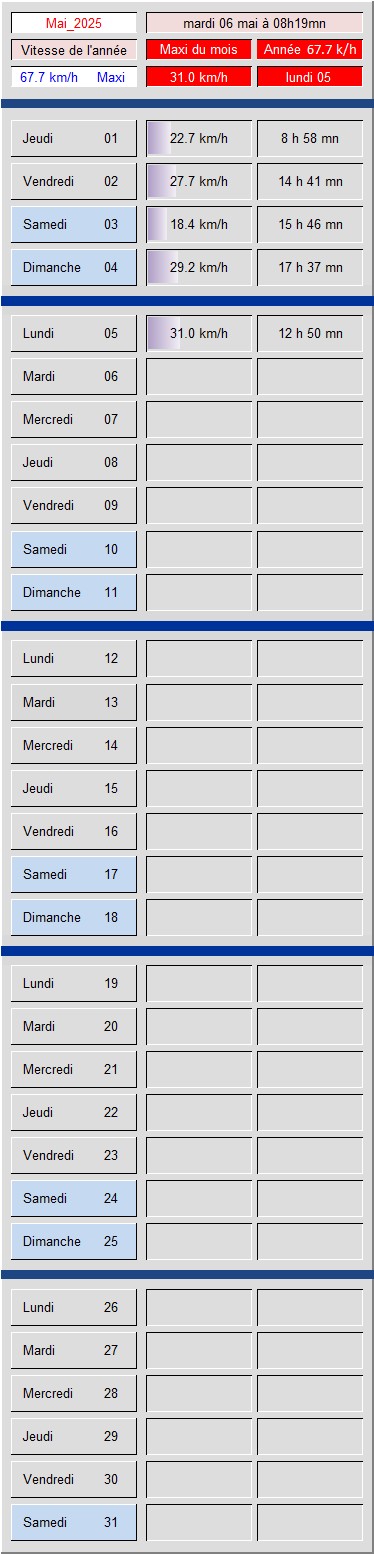 Mai_2025 mardi 06 mai à 08h19mn
Vitesse de l'année Maxi du mois Année 67.7 k/h
67.7 km/h Maxi 31.0 km/h lundi 05
Jeudi 01 22.7 km/h 8 h 58 mn
Vendredi 02 27.7 km/h 14 h 41 mn
Samedi 03 18.4 km/h 15 h 46 mn
Dimanche 04 29.2 km/h 17 h 37 mn
Lundi 05 31.0 km/h 12 h 50 mn
Mardi 06
Mercredi 07
Jeudi 08
Vendredi 09
Samedi 10
Dimanche 11
Lundi 12
Mardi 13
Mercredi 14
Jeudi 15
Vendredi 16
Samedi 17
Dimanche 18
Lundi 19
Mardi 20
Mercredi 21
Jeudi 22
Vendredi 23
Samedi 24
Dimanche 25
Lundi 26
Mardi 27
Mercredi 28
Jeudi 29
Vendredi 30
Samedi 31